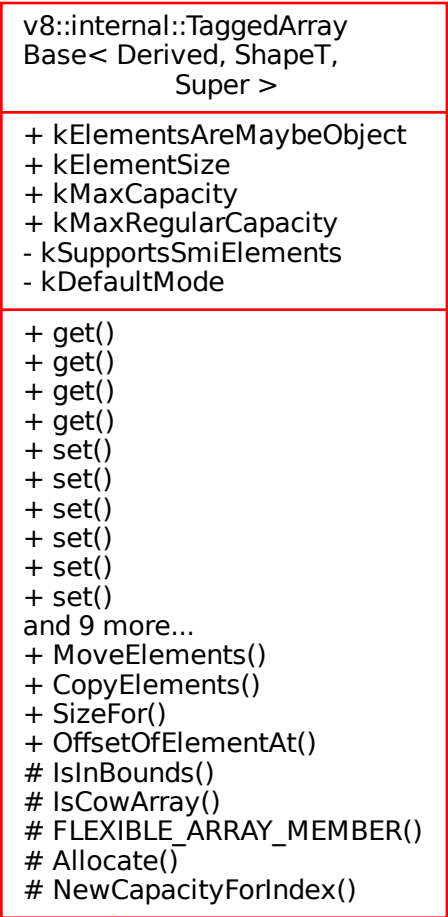 v8::internal::TaggedArray
Base< Derived, ShapeT,
Super >
+ kElementsAreMaybeObject
+ kElementSize
+ kMaxCapacity
+ kMaxRegularCapacity
- kSupportsSmiElements
- kDefaultMode
+ get()
+ get()
+ get()
+ get()
+ set()
+ set()
+ set()
+ set()
+ set()
+ set()
and 9 more...
+ MoveElements()
+ CopyElements()
+ SizeFor()
+ OffsetOfElementAt()
# IsInBounds()
# IsCowArray()
# FLEXIBLE_ARRAY_MEMBER()
# Allocate()
# NewCapacityForIndex()